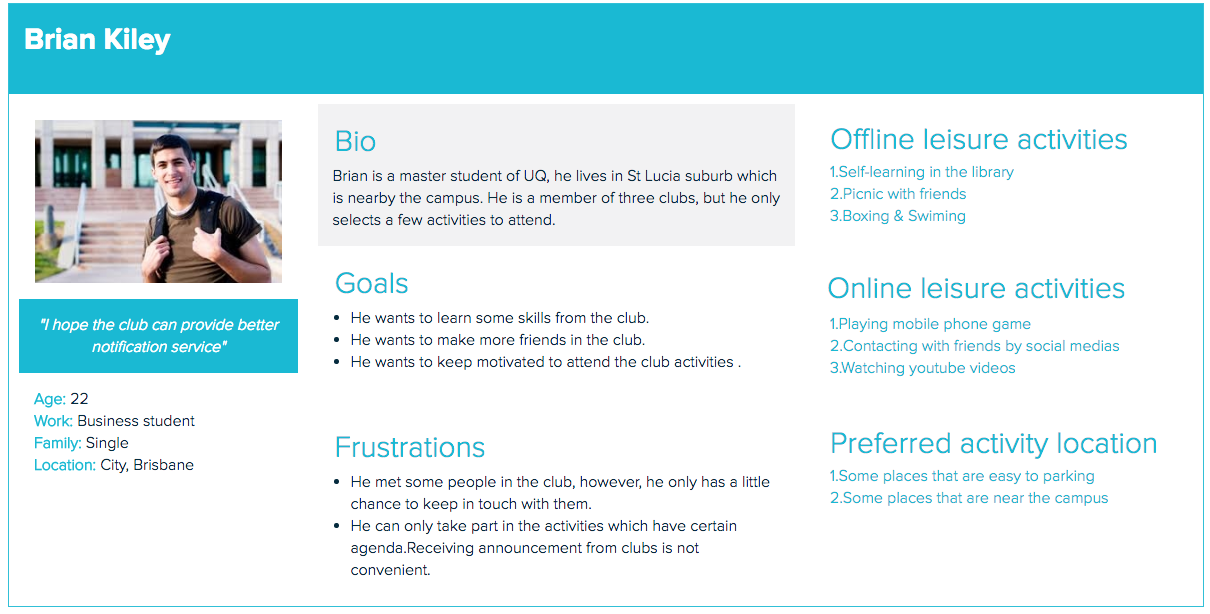 Brian Kiley
"I hope the club can provide better
notification service"
Age: 22
Work: Business student
Family: Single
Location: City, Brisbane
Bio
Brian is a master student of UQ, he lives in St Lucia suburb which
is nearby the campus. He is a member of three clubs, but he only
selects a few activities to attend.
Goals
• He wants to learn some skills from the club.
• He wants to make more friends in the club.
• He wants to keep motivated to attend the club activities .
Frustrations
• He met some people in the club, however, he only has a little
chance to keep in touch with them.
• He can only take part in the activities which have certain
agenda.Receiving announcement from clubs is not
convenient.
Offline leisure activities
1.Self-learning in the library
2.Picnic with friends
3.Boxing & Swiming
Online leisure activities
1.Playing mobile phone game
2.Contacting with friends by social medias
3.Watching youtube videos
Preferred activity location
1.Some places that are easy to parking
2.Some places that are near the campus